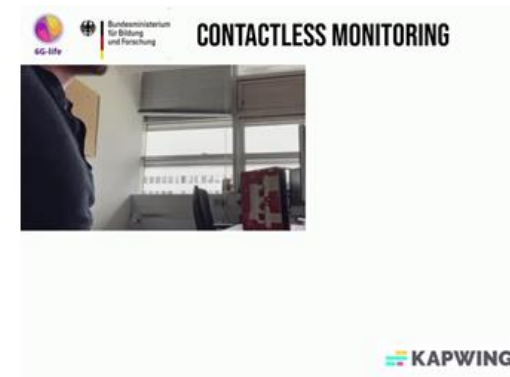 6G-life
Bundesministerium
für Bildung
und Forschung
CONTACTLESS MONITORING
KAPWING